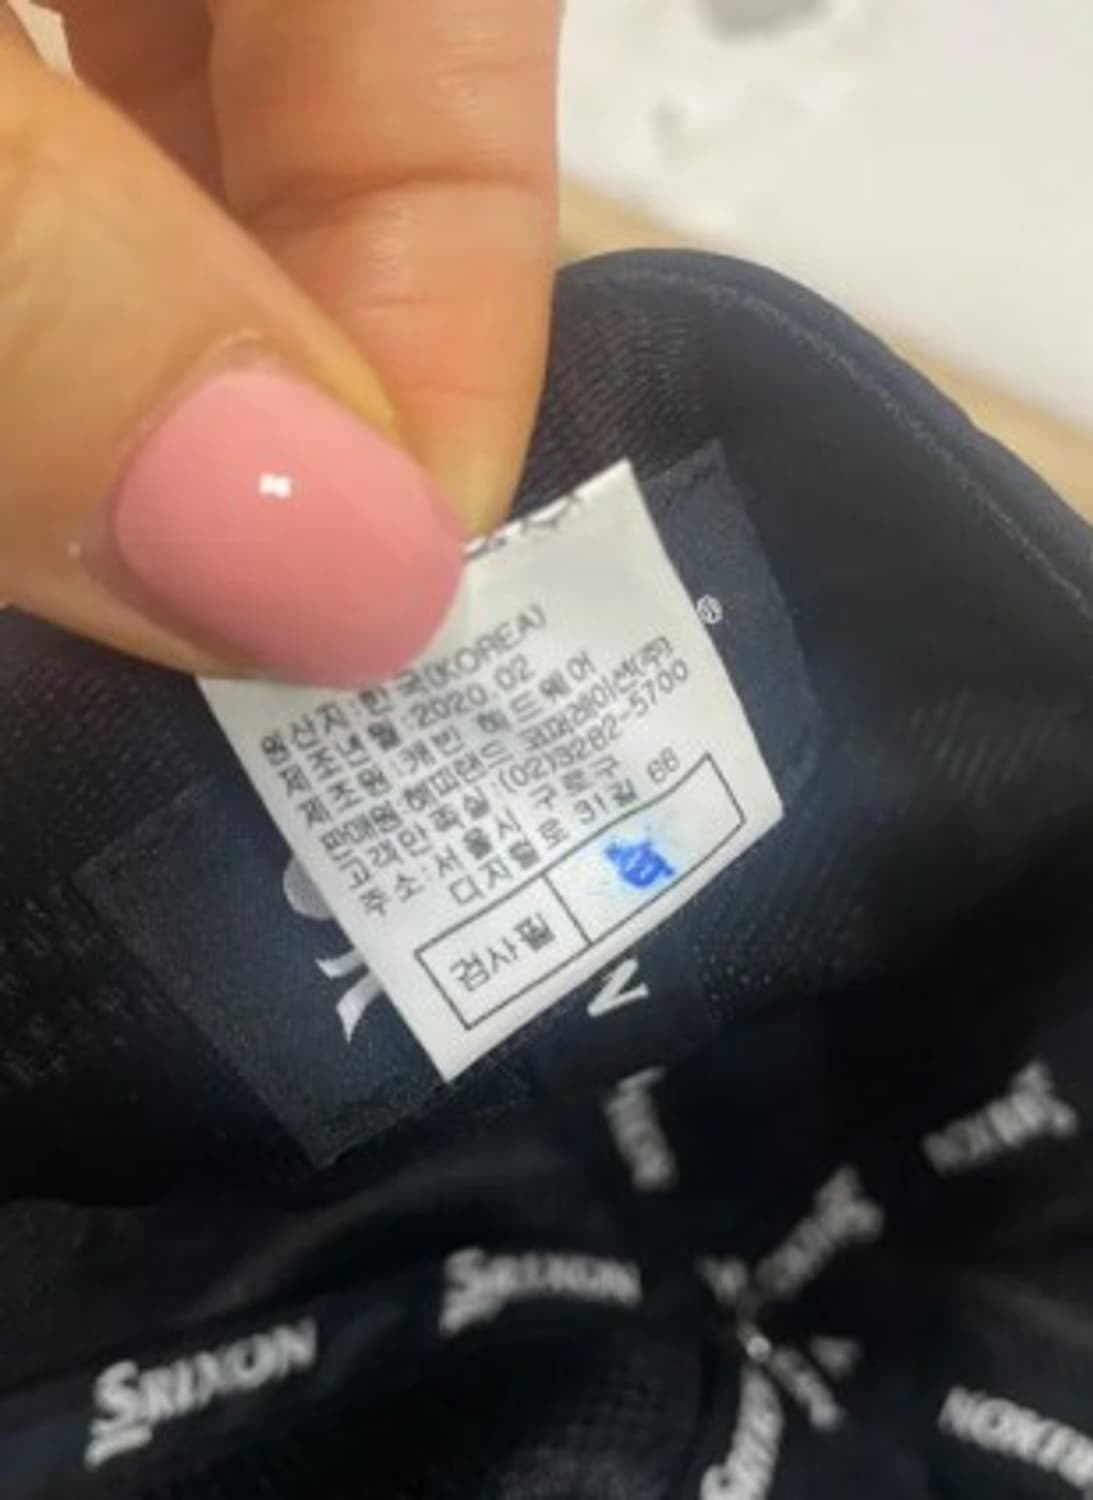 원산지:한국(KOREA)
제조년월:2020.02
제조원:캐빈 헤드웨어
판매원:해피랜드 코퍼레이션(주)
고객만족실:(02)3282-5700
주소:서울시 구로구
디지털로 31길 66
검사필
®
N
SRIXON
SRIXON
SRIXON